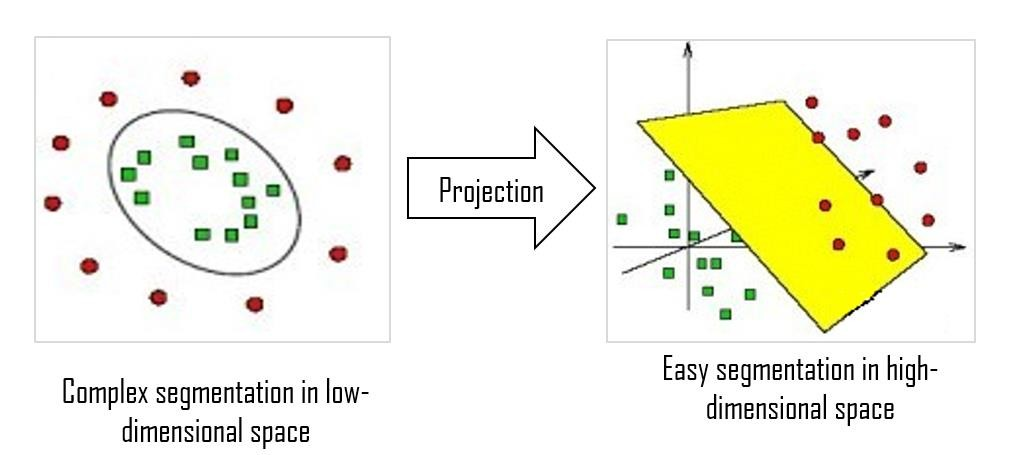 Projection
Complex segmentation in low-
dimensional space
Easy segmentation in high-
dimensional space